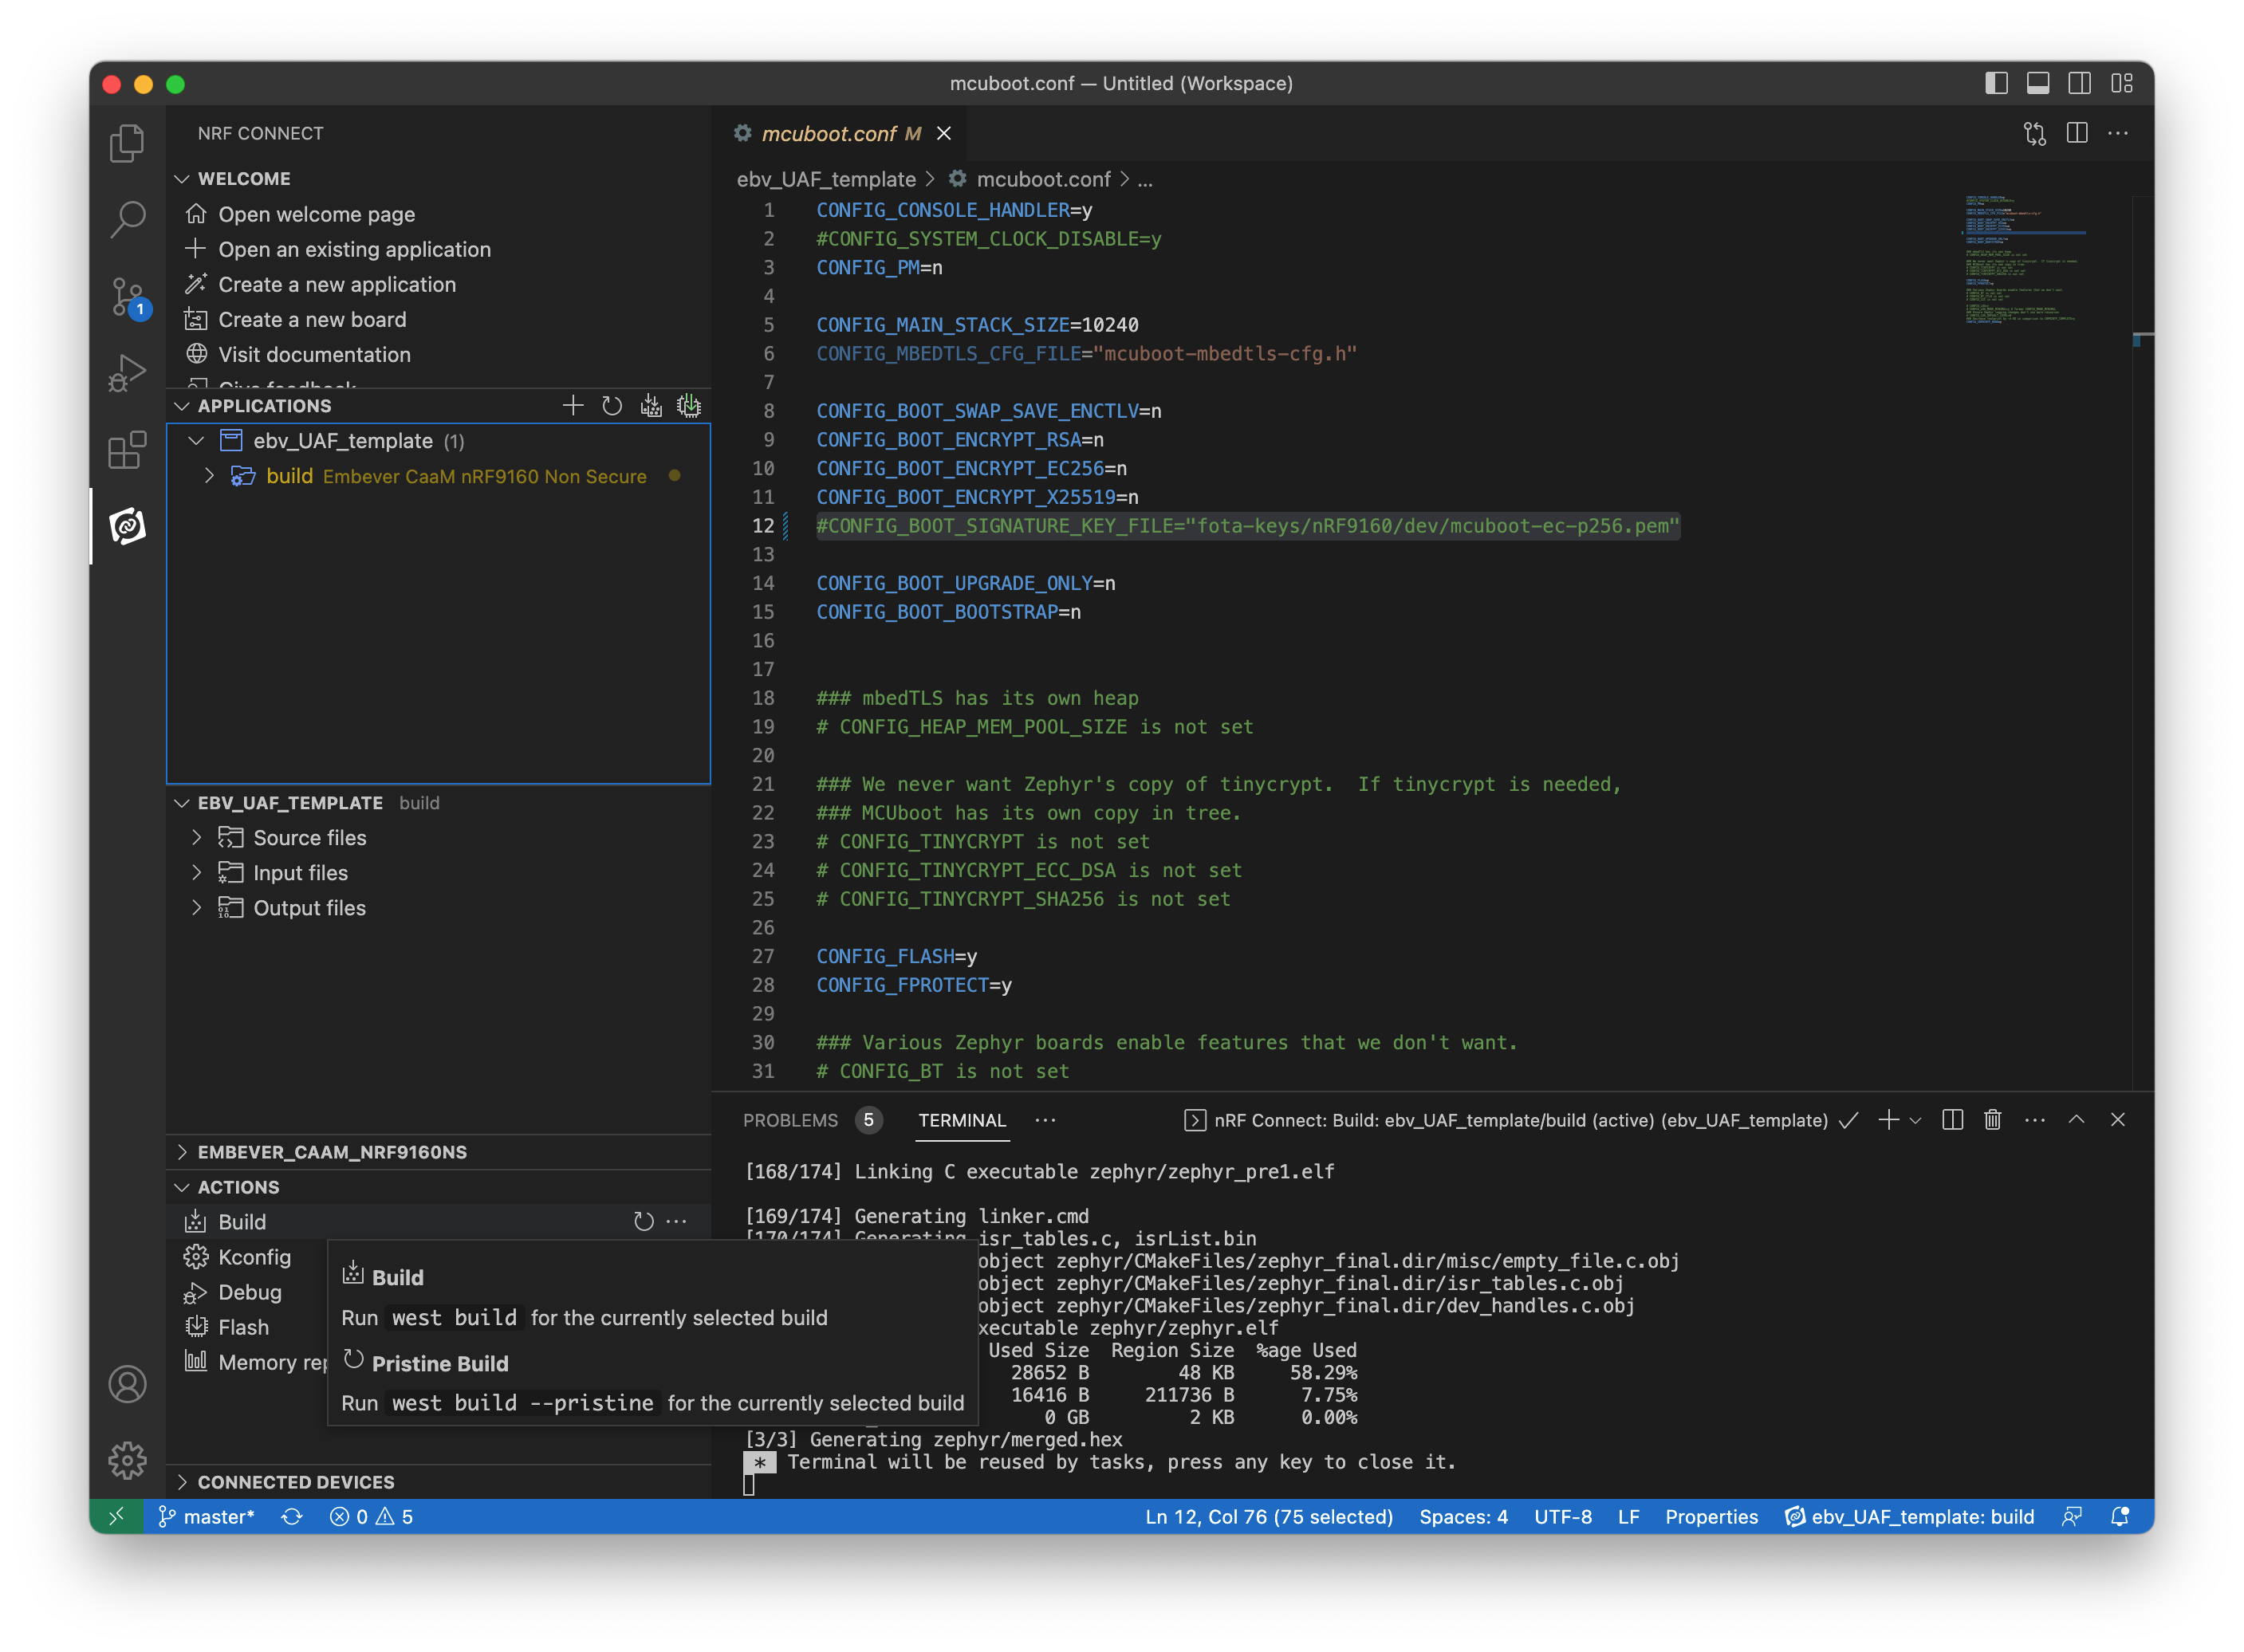 mcuboot.conf — Untitled (Workspace)
NRF CONNECT
WELCOME
Open welcome page
Open an existing application
Create a new application
Create a new board
Visit documentation
Give feedback
APPLICATIONS
ebv_UAF_template (1)
build Embever CaaM nRF9160 Non Secure
EBV_UAF_TEMPLATE build
Source files
Input files
Output files
EMBEVER_CAAM_NRF9160NS
ACTIONS
Build
Kconfig
Debug
Flash
Memory rep
CONNECTED DEVICES
1
mcuboot.conf M
ebv_UAF_template > mcuboot.conf > ...
1 CONFIG_CONSOLE_HANDLER=y
2 #CONFIG_SYSTEM_CLOCK_DISABLE=y
3 CONFIG_PM=n
4
5 CONFIG_MAIN_STACK_SIZE=10240
6 CONFIG_MBEDTLS_CFG_FILE="mcuboot-mbedtls-cfg.h"
7
8 CONFIG_BOOT_SWAP_SAVE_ENCTLV=n
9 CONFIG_BOOT_ENCRYPT_RSA=n
10 CONFIG_BOOT_ENCRYPT_EC256=n
11 CONFIG_BOOT_ENCRYPT_X25519=n
12 #CONFIG_BOOT_SIGNATURE_KEY_FILE="fota-keys/nRF9160/dev/mcuboot-ec-p256.pem"
13
14 CONFIG_BOOT_UPGRADE_ONLY=n
15 CONFIG_BOOT_BOOTSTRAP=n
16
17
18 ### mbedTLS has its own heap
19 # CONFIG_HEAP_MEM_POOL_SIZE is not set
20
21 ### We never want Zephyr's copy of tinycrypt.  If tinycrypt is needed,
22 ### MCUboot has its own copy in tree.
23 # CONFIG_TINYCRYPT is not set
24 # CONFIG_TINYCRYPT_ECC_DSA is not set
25 # CONFIG_TINYCRYPT_SHA256 is not set
26
27 CONFIG_FLASH=y
28 CONFIG_FPROTECT=y
29
30 ### Various Zephyr boards enable features that we don't want.
31 # CONFIG_BT is not set
PROBLEMS 5 TERMINAL ... nRF Connect: Build: ebv_UAF_template/build (active) (ebv_UAF_template)
[168/174] Linking C executable zephyr/zephyr_pre1.elf
[169/174] Generating linker.cmd
[170/174] Generating isr_tables.c, isrList.bin
object zephyr/CMakeFiles/zephyr_final.dir/misc/empty_file.c.obj
object zephyr/CMakeFiles/zephyr_final.dir/isr_tables.c.obj
object zephyr/CMakeFiles/zephyr_final.dir/dev_handles.c.obj
xecutable zephyr/zephyr.elf
Used Size  Region Size  %age Used
28652 B  48 KB  58.29%
16416 B  211736 B  7.75%
0 GB  2 KB  0.00%
[3/3] Generating zephyr/merged.hex
* Terminal will be reused by tasks, press any key to close it.
Build
Run west build for the currently selected build
Pristine Build
Run west build --pristine for the currently selected build
master* 0 5 Ln 12, Col 76 (75 selected) Spaces: 4 UTF-8 LF Properties ebv_UAF_template: build